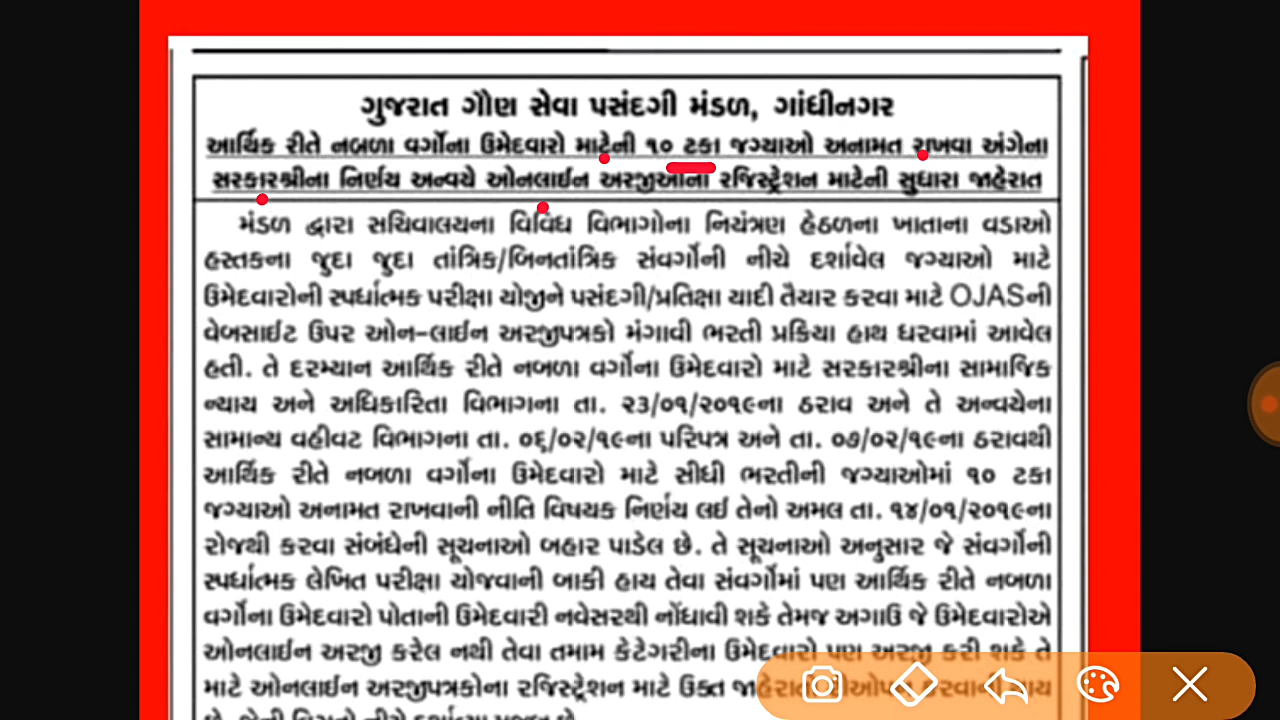 ગુજરાત ગૌણ સેવા પસંદગી મંડળ, ગાંધીનગર
આર્થિક રીતે નબળા વર્ગોના ઉમેદવારો માટેની ૧૦ ટકા જગ્યાઓ અનામત રાખવા અંગેના
સરકારશ્રીના નિર્ણય અન્વયે ઓનલાઈન અરજીઓના રજિસ્ટ્રેશન માટેની સુધારા જાહેરાત
મંડળ દ્વારા સચિવાલયના વિવિધ વિભાગોના નિયંત્રણ હેઠળના ખાતાના વડાઓ
હસ્તકના જુદા જુદા તાંત્રિક/બિનતાંત્રિક સંવર્ગોની નીચે દર્શાવેલ જગ્યાઓ માટે
ઉમેદવારોની સ્પર્ધાત્મક પરીક્ષા યોજીને પસંદગી/પ્રતિક્ષા યાદી તૈયાર કરવા માટે OJASની
વેબસાઈટ ઉપર ઓન-લાઈન અરજીપત્રકો મંગાવી ભરતી પ્રક્રિયા હાથ ધરવામાં આવેલ
હતી. તે દરમ્યાન આર્થિક રીતે નબળા વર્ગોના ઉમેદવારો માટે સરકારશ્રીના સામાજિક
ન્યાય અને અધિકારિતા વિભાગના તા. ૨૩/૦૧/૨૦૧૯ના ઠરાવ અને તે અન્વયેના
સામાન્ય વહીવટ વિભાગના તા. ૦૬/૦૨/૧૯ના પરિપત્ર અને તા. ૦૭/૦૨/૧૯ના ઠરાવથી
આર્થિક રીતે નબળા વર્ગોના ઉમેદવારો માટે સીધી ભરતીની જગ્યાઓમાં ૧૦ ટકા
જગ્યાઓ અનામત રાખવાની નીતિ વિષયક નિર્ણય લઈ તેનો અમલ તા. ૧૪/૦૧/૨૦૧૯ના
રોજથી કરવા સંબંધેની સૂચનાઓ બહાર પાડેલ છે. તે સૂચનાઓ અનુસાર જે સંવર્ગોની
સ્પર્ધાત્મક લેખિત પરીક્ષા યોજવાની બાકી હાય તેવા સંવર્ગોમાં પણ આર્થિક રીતે નબળા
વર્ગોના ઉમેદવારો પોતાની ઉમેદવારી નવેસરથી નોંધાવી શકે તેમજ અગાઉ જે ઉમેદવારોએ
ઓનલાઈન અરજી કરેલ નથી તેવા તમામ કેટેગરીના ઉમેદવારો પણ અરજી કરી શકે તે
માટે ઓનલાઈન અરજીપત્રકોના રજિસ્ટ્રેશન માટે ઉક્ત